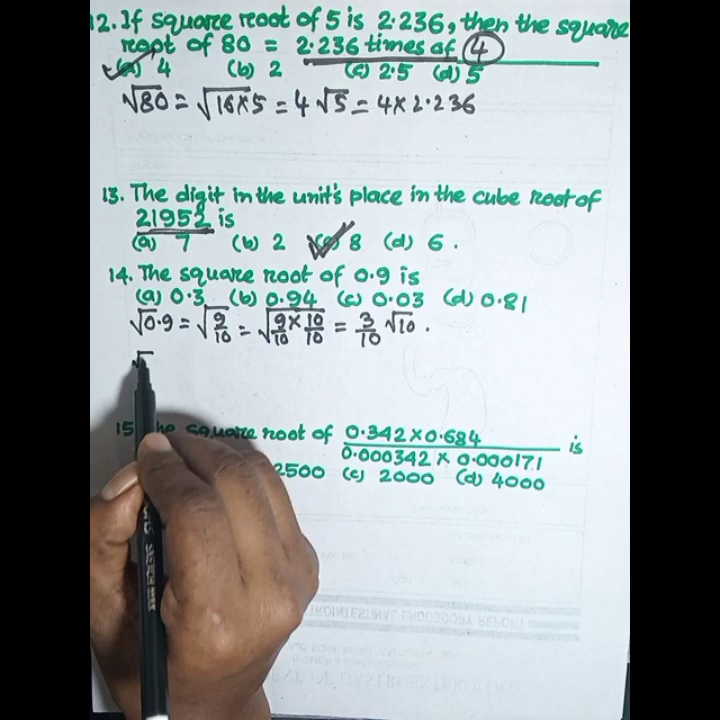 12. If square root of 5 is 2.236, then the square
root of 80 = 2.236 times of 4
(a) 4 (b) 2 (c) 2.5 (d) 5
√80 = √16×5 = 4√5 = 4×2.236
13. The digit in the unit's place in the cube root of
21952 is
(a) 7 (b) 2 (c) 8 (d) 6.
14. The square root of 0.9 is
(a) 0.3 (b) 0.94 (c) 0.03 (d) 0.81
√0.9 = √9/10 = √9/10 × 10/10 = 3/10 √10.
√
15 The square root of 0.342×0.684 / 0.000342 × 0.000171 is
2500 (c) 2000 (d) 4000